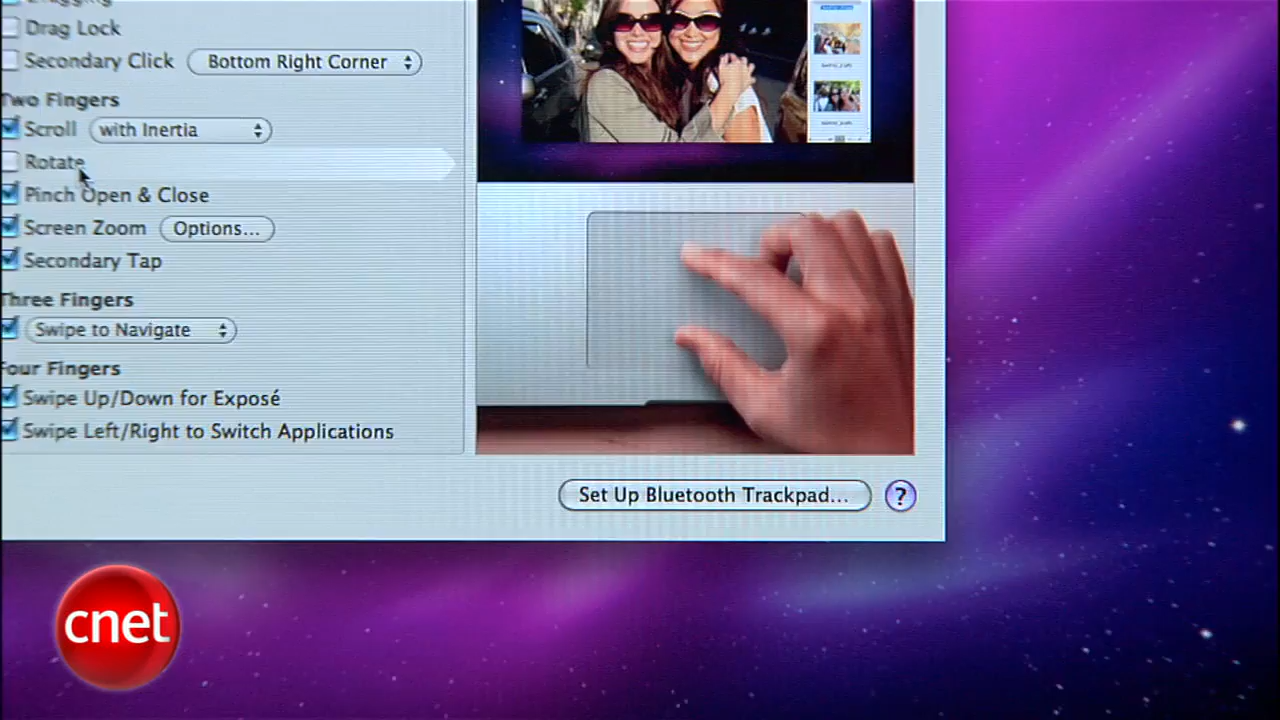 Dragging
Drag Lock
Secondary Click Bottom Right Corner
Two Fingers
Scroll with Inertia
Rotate
Pinch Open & Close
Screen Zoom Options...
Secondary Tap
Three Fingers
Swipe to Navigate
Four Fingers
Swipe Up/Down for Exposé
Swipe Left/Right to Switch Applications
Set Up Bluetooth Trackpad... ?
cnet